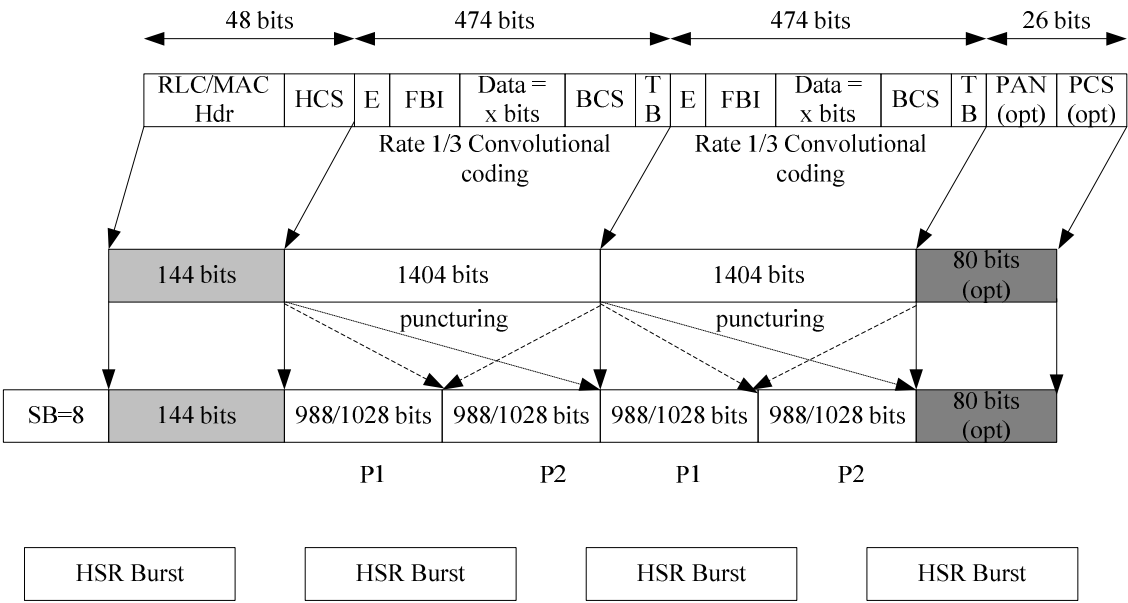 48 bits 474 bits 474 bits 26 bits
RLC/MAC Hdr HCS E FBI Data = x bits BCS T B E FBI Data = x bits BCS T B PAN (opt) PCS (opt)
Rate 1/3 Convolutional coding Rate 1/3 Convolutional coding
144 bits 1404 bits 1404 bits 80 bits (opt)
puncturing puncturing
SB=8 144 bits 988/1028 bits 988/1028 bits 988/1028 bits 988/1028 bits 80 bits (opt)
P1 P2 P1 P2
HSR Burst HSR Burst HSR Burst HSR Burst